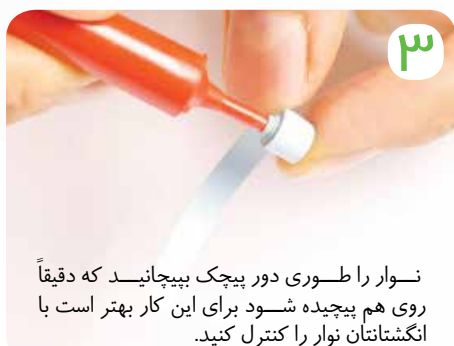 ۳
نوار را طوری دور پیچک بپیچانید که دقیقاً
روی هم پیچیده شود برای این کار بهتر است با
انگشتانتان نوار را کنترل کنید.